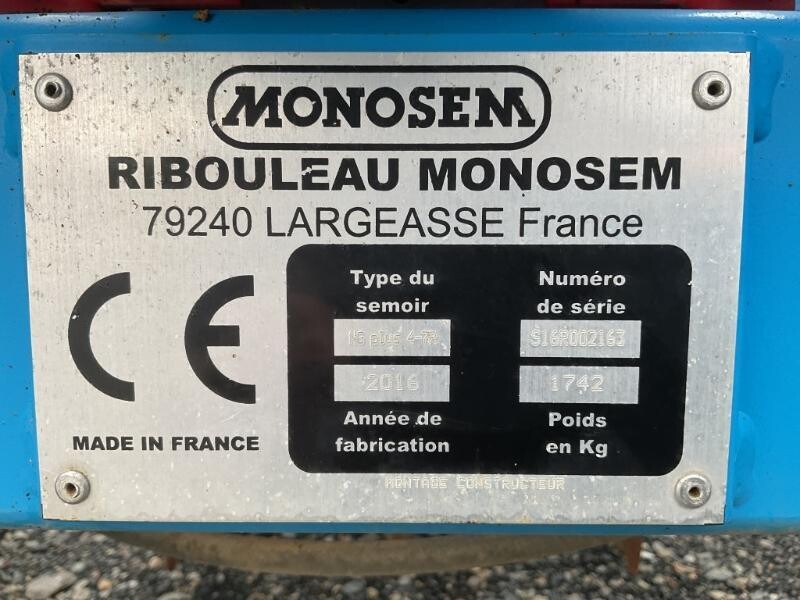 MONOSEM
RIBOULEAU MONOSEM
79240 LARGEASSE France
CE
MADE IN FRANCE
Type du
semoir
Numéro
de série
plus
S16R002163
2016
1742
Année de
fabrication
Poids
en Kg
MONTAGE CONSTRUCTEUR